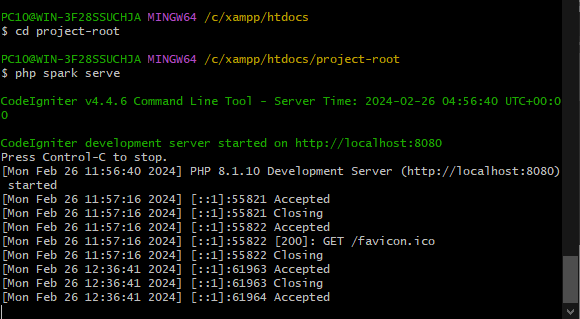 PC10@WIN-3F28SSUCHJA MINGW64 /c/xampp/htdocs
$ cd project-root
PC10@WIN-3F28SSUCHJA MINGW64 /c/xampp/htdocs/project-root
$ php spark serve
CodeIgniter v4.4.6 Command Line Tool - Server Time: 2024-02-26 04:56:40 UTC+00:0
0
CodeIgniter development server started on http://localhost:8080
Press Control-C to stop.
[Mon Feb 26 11:56:40 2024] PHP 8.1.10 Development Server (http://localhost:8080)
 started
[Mon Feb 26 11:57:16 2024] [::1]:55821 Accepted
[Mon Feb 26 11:57:16 2024] [::1]:55821 Closing
[Mon Feb 26 11:57:16 2024] [::1]:55822 Accepted
[Mon Feb 26 11:57:16 2024] [::1]:55822 [200]: GET /favicon.ico
[Mon Feb 26 11:57:16 2024] [::1]:55822 Closing
[Mon Feb 26 12:36:41 2024] [::1]:61963 Accepted
[Mon Feb 26 12:36:41 2024] [::1]:61963 Closing
[Mon Feb 26 12:36:41 2024] [::1]:61964 Accepted